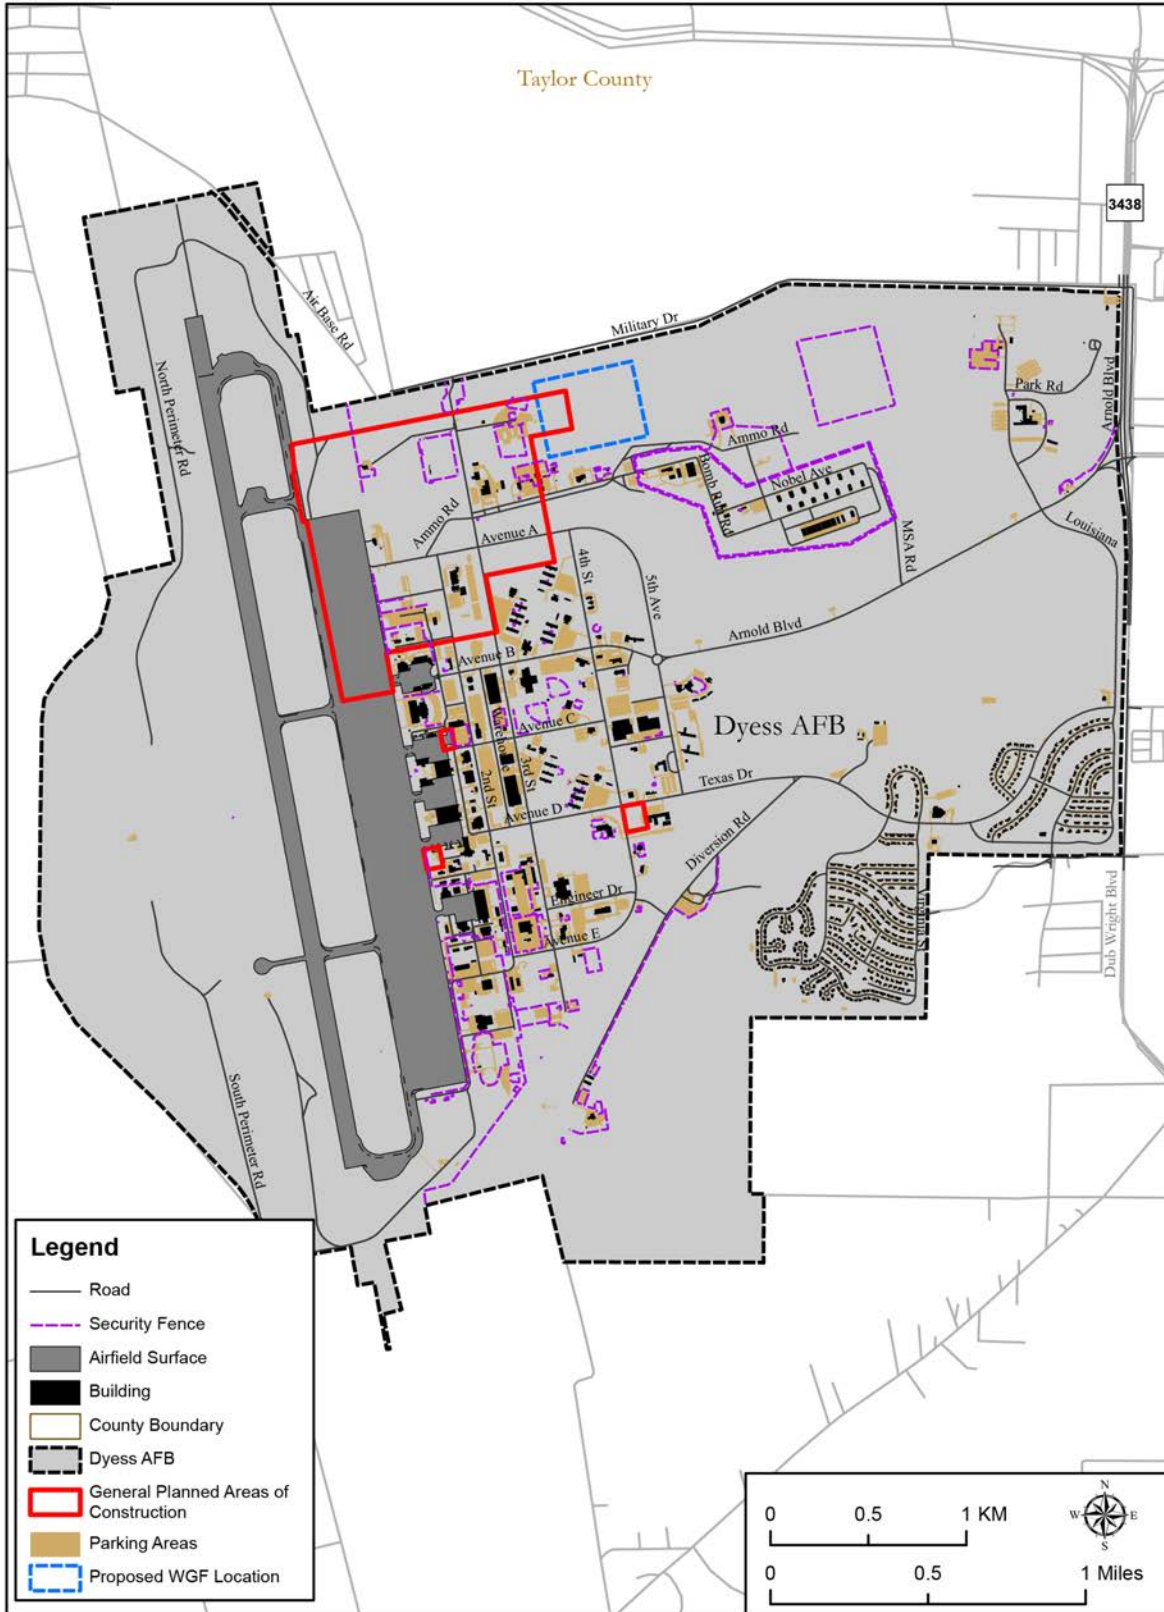 Taylor County
3438
Military Dr
Air Base Rd
North Perimeter Rd
Park Rd
Arnold Blvd
Ammo Rd
Bomb Run Rd
Nobel Ave
Ammo Rd
Avenue A
4th St
5th Ave
MSA Rd
Louisiana
Arnold Blvd
Avenue B
Warehouse
Avenue C
Dyess AFB
2nd St
3rd St
Texas Dr
Avenue D
Diversion Rd
Engineer Dr
Avenue E
Dub Wright Blvd
South Perimeter Rd
Legend
Road
Security Fence
Airfield Surface
Building
County Boundary
Dyess AFB
General Planned Areas of
Construction
Parking Areas
Proposed WGF Location
0 0.5 1 KM
N
W E
S
0 0.5 1 Miles